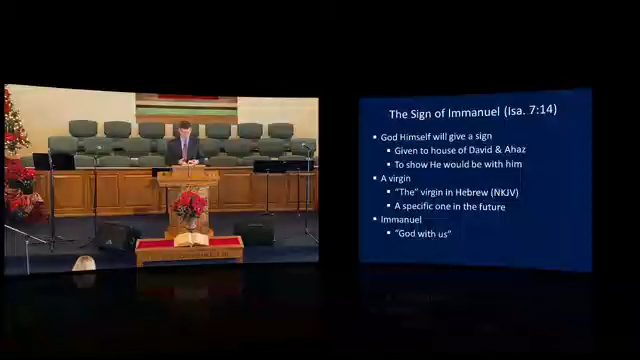 The Sign of Immanuel (Isa. 7:14)
God Himself will give a sign
Given to house of David & Ahaz
To show He would be with him
A virgin
“The” virgin in Hebrew (NKJV)
A specific one in the future
Immanuel
“God with us”